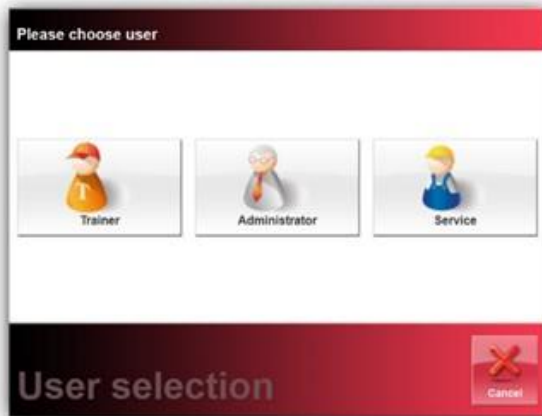 Please choose user
T
Trainer
Administrator
Service
User selection
Cancel